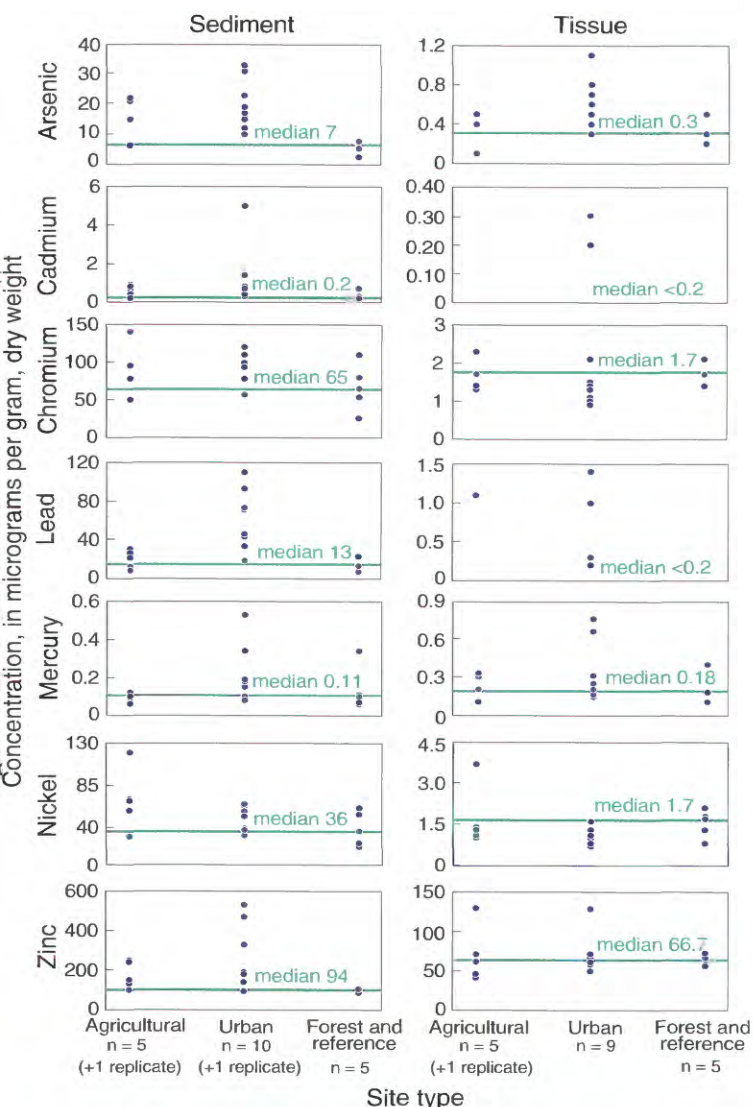 Sediment
Tissue
Concentration, in micrograms per gram, dry weight
Arsenic
40
30
20
10
0
median 7
1.2
0.8
0.4
0
median 0.3
Cadmium
6
4
2
0
median 0.2
0.40
0.30
0.20
0.10
0
median <0.2
Chromium
150
100
50
0
median 65
3
2
1
0
median 1.7
Lead
120
80
40
0
median 13
1.5
1.0
0.5
0
median <0.2
Mercury
0.6
0.4
0.2
0
median 0.11
0.9
0.6
0.3
0
median 0.18
Nickel
130
85
40
0
median 36
4.5
3.0
1.5
0
median 1.7
Zinc
600
400
200
0
median 94
150
100
50
0
median 66.7
Agricultural
n = 5
(+1 replicate)
Urban
n = 10
(+1 replicate)
Forest and
reference
n = 5
Agricultural
n = 5
(+1 replicate)
Urban
n = 9
Forest and
reference
n = 5
Site type